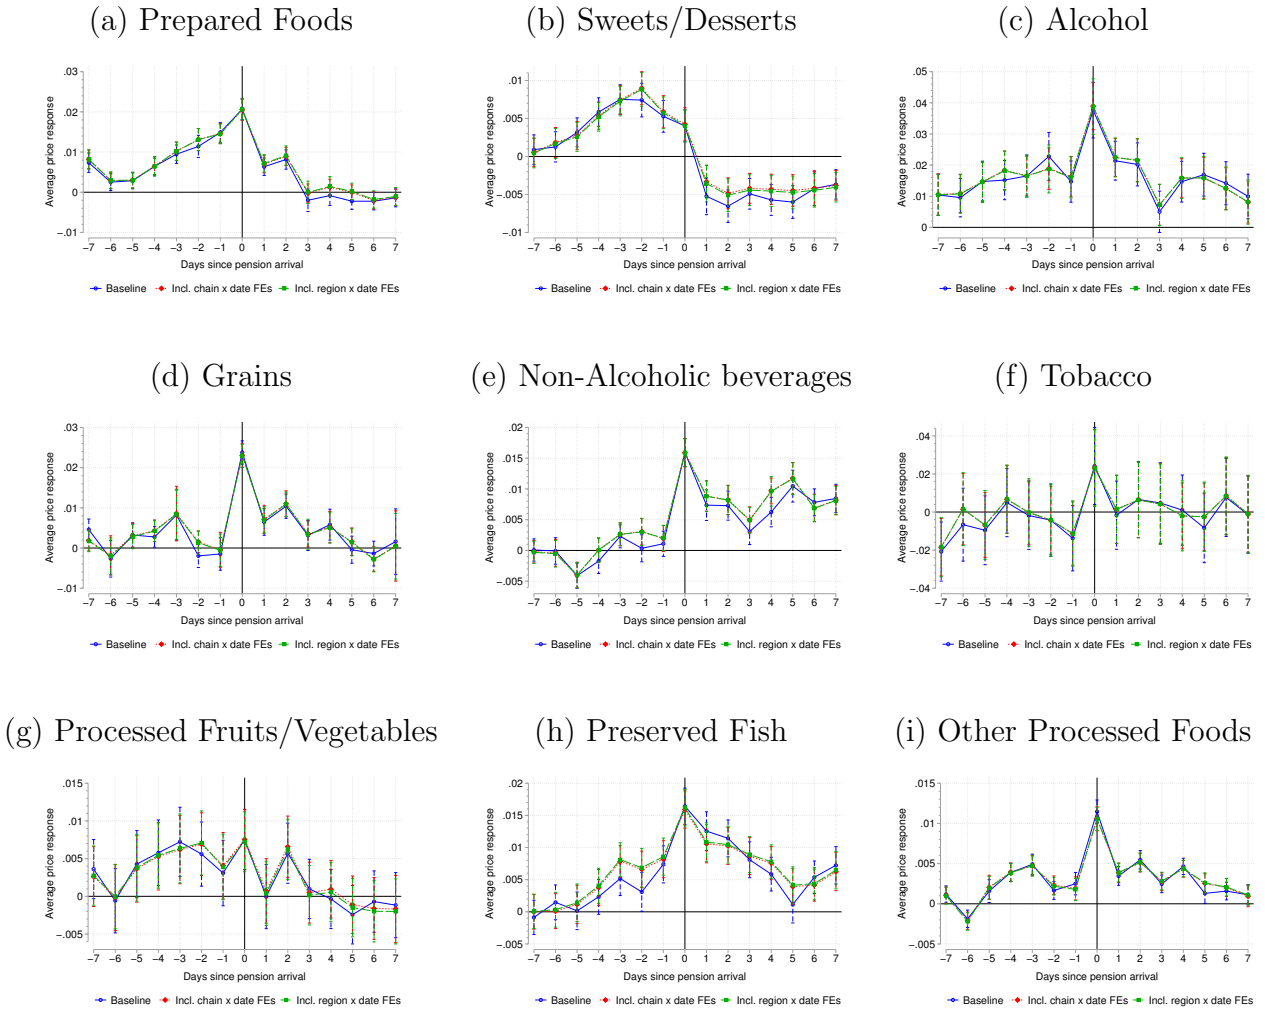 (a) Prepared Foods
(b) Sweets/Desserts
(c) Alcohol
Average price response
.03
.02
.01
0
−.01
−7 −6 −5 −4 −3 −2 −1 0 1 2 3 4 5 6 7
Days since pension arrival
Baseline Incl. chain x date FEs Incl. region x date FEs
Average price response
.01
.005
0
−.005
−.01
−7 −6 −5 −4 −3 −2 −1 0 1 2 3 4 5 6 7
Days since pension arrival
Baseline Incl. chain x date FEs Incl. region x date FEs
Average price response
.05
.04
.03
.02
.01
0
−7 −6 −5 −4 −3 −2 −1 0 1 2 3 4 5 6 7
Days since pension arrival
Baseline Incl. chain x date FEs Incl. region x date FEs
(d) Grains
(e) Non-Alcoholic beverages
(f) Tobacco
Average price response
.03
.02
.01
0
−.01
−7 −6 −5 −4 −3 −2 −1 0 1 2 3 4 5 6 7
Days since pension arrival
Baseline Incl. chain x date FEs Incl. region x date FEs
Average price response
.02
.015
.01
.005
0
−.005
−7 −6 −5 −4 −3 −2 −1 0 1 2 3 4 5 6 7
Days since pension arrival
Baseline Incl. chain x date FEs Incl. region x date FEs
Average price response
.04
.02
0
−.02
−.04
−7 −6 −5 −4 −3 −2 −1 0 1 2 3 4 5 6 7
Days since pension arrival
Baseline Incl. chain x date FEs Incl. region x date FEs
(g) Processed Fruits/Vegetables
(h) Preserved Fish
(i) Other Processed Foods
Average price response
.015
.01
.005
0
−.005
−7 −6 −5 −4 −3 −2 −1 0 1 2 3 4 5 6 7
Days since pension arrival
Baseline Incl. chain x date FEs Incl. region x date FEs
Average price response
.02
.015
.01
.005
0
−.005
−7 −6 −5 −4 −3 −2 −1 0 1 2 3 4 5 6 7
Days since pension arrival
Baseline Incl. chain x date FEs Incl. region x date FEs
Average price response
.015
.01
.005
0
−.005
−7 −6 −5 −4 −3 −2 −1 0 1 2 3 4 5 6 7
Days since pension arrival
Baseline Incl. chain x date FEs Incl. region x date FEs